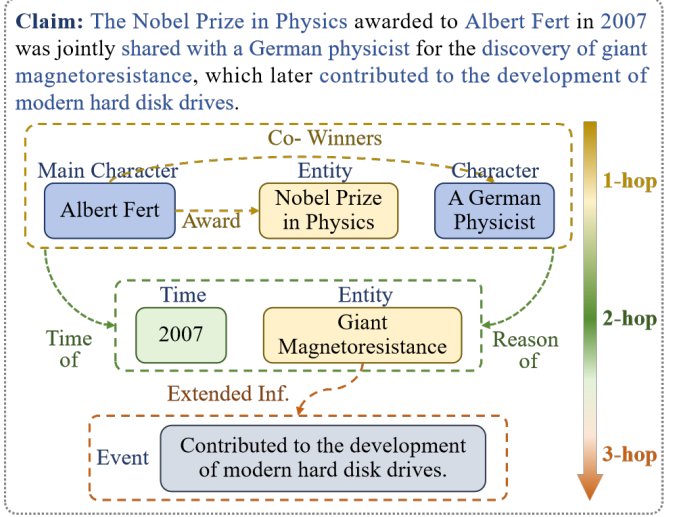 Claim: The Nobel Prize in Physics awarded to Albert Fert in 2007
was jointly shared with a German physicist for the discovery of giant
magnetoresistance, which later contributed to the development of
modern hard disk drives.
Co- Winners
Main Character
Entity
Character
1-hop
Albert Fert
Award
Nobel Prize
in Physics
A German
Physicist
Time
Entity
2-hop
Time
of
2007
Giant
Magnetoresistance
Reason
of
Extended Inf.
Event
Contributed to the development
of modern hard disk drives.
3-hop